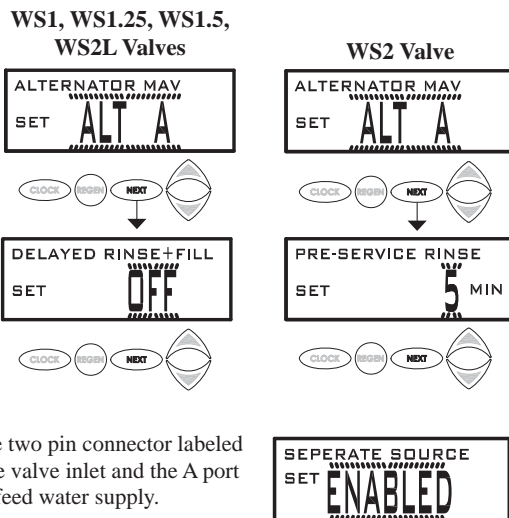 WS1, WS1.25, WS1.5,
WS2L Valves
ALTERNATOR MAV
SET ALT A
CLOCK REGEN NEXT
DELAYED RINSE+FILL
SET OFF
CLOCK REGEN NEXT
WS2 Valve
ALTERNATOR MAV
SET ALT A
CLOCK REGEN NEXT
PRE-SERVICE RINSE
SET 5 MIN
CLOCK REGEN NEXT
two pin connector labeled
valve inlet and the A port
feed water supply.
SEPERATE SOURCE
SET ENABLED